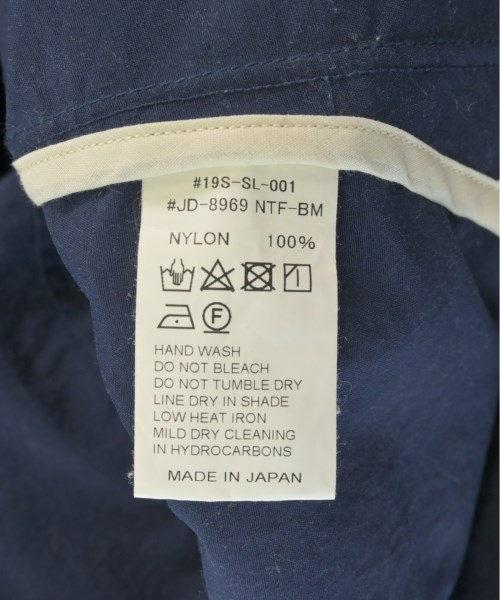 #19S-SL-001
#JD-8969 NTF-BM
NYLON 100%
F
HAND WASH
DO NOT BLEACH
DO NOT TUMBLE DRY
LINE DRY IN SHADE
LOW HEAT IRON
MILD DRY CLEANING
IN HYDROCARBONS
MADE IN JAPAN